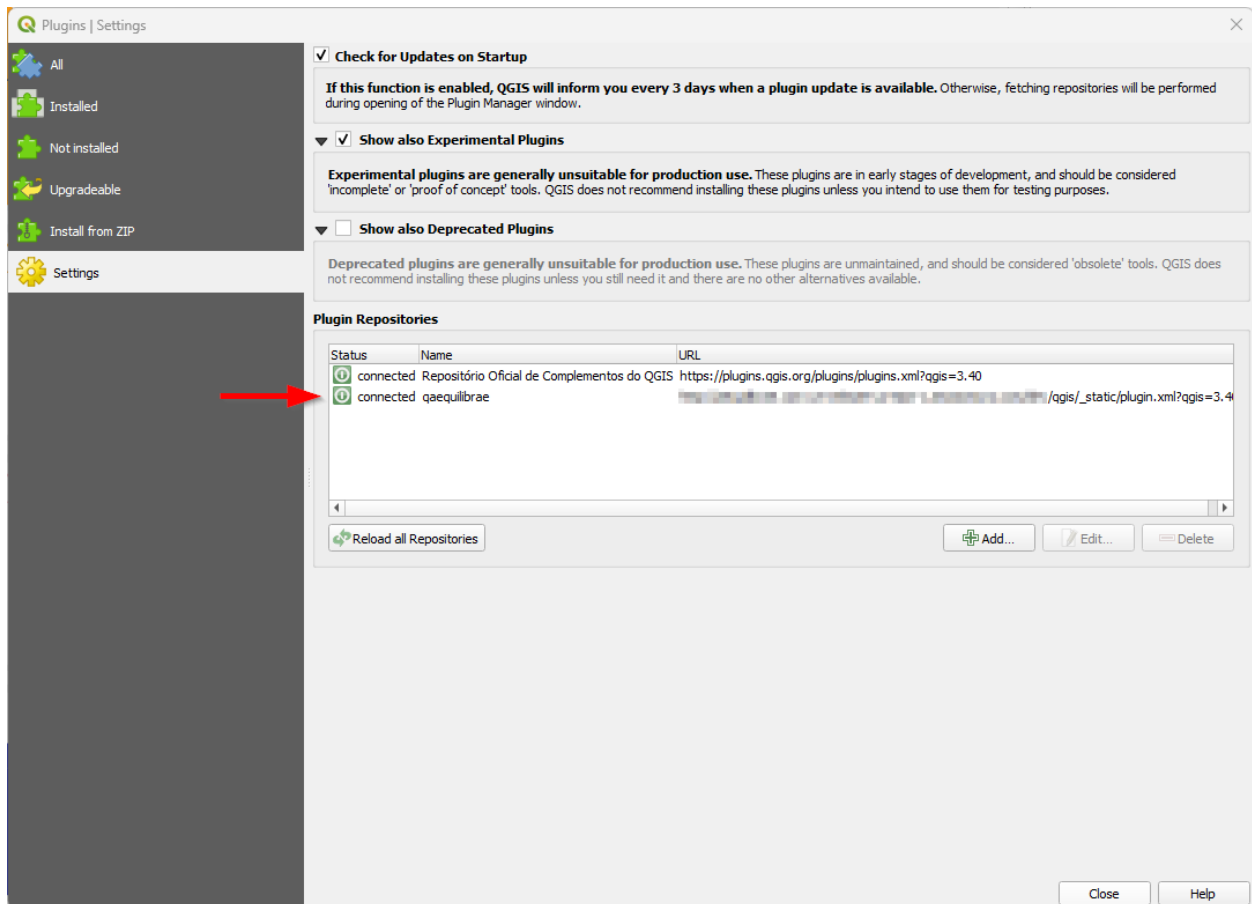 Plugins | Settings
All
Installed
Not installed
Upgradeable
Install from ZIP
Settings
Check for Updates on Startup
If this function is enabled, QGIS will inform you every 3 days when a plugin update is available. Otherwise, fetching repositories will be performed
during opening of the Plugin Manager window.
Show also Experimental Plugins
Experimental plugins are generally unsuitable for production use. These plugins are in early stages of development, and should be considered
'incomplete' or 'proof of concept' tools. QGIS does not recommend installing these plugins unless you intend to use them for testing purposes.
Show also Deprecated Plugins
Deprecated plugins are generally unsuitable for production use. These plugins are unmaintained, and should be considered 'obsolete' tools. QGIS does
not recommend installing these plugins unless you still need it and there are no other alternatives available.
Plugin Repositories
Status Name URL
connected Repositório Oficial de Complementos do QGIS https://plugins.qgis.org/plugins/plugins.xml?qgis=3.40
connected qaequilibrae /qgis/_static/plugin.xml?qgis=3.4
Reload all Repositories Add... Edit... Delete
Close Help